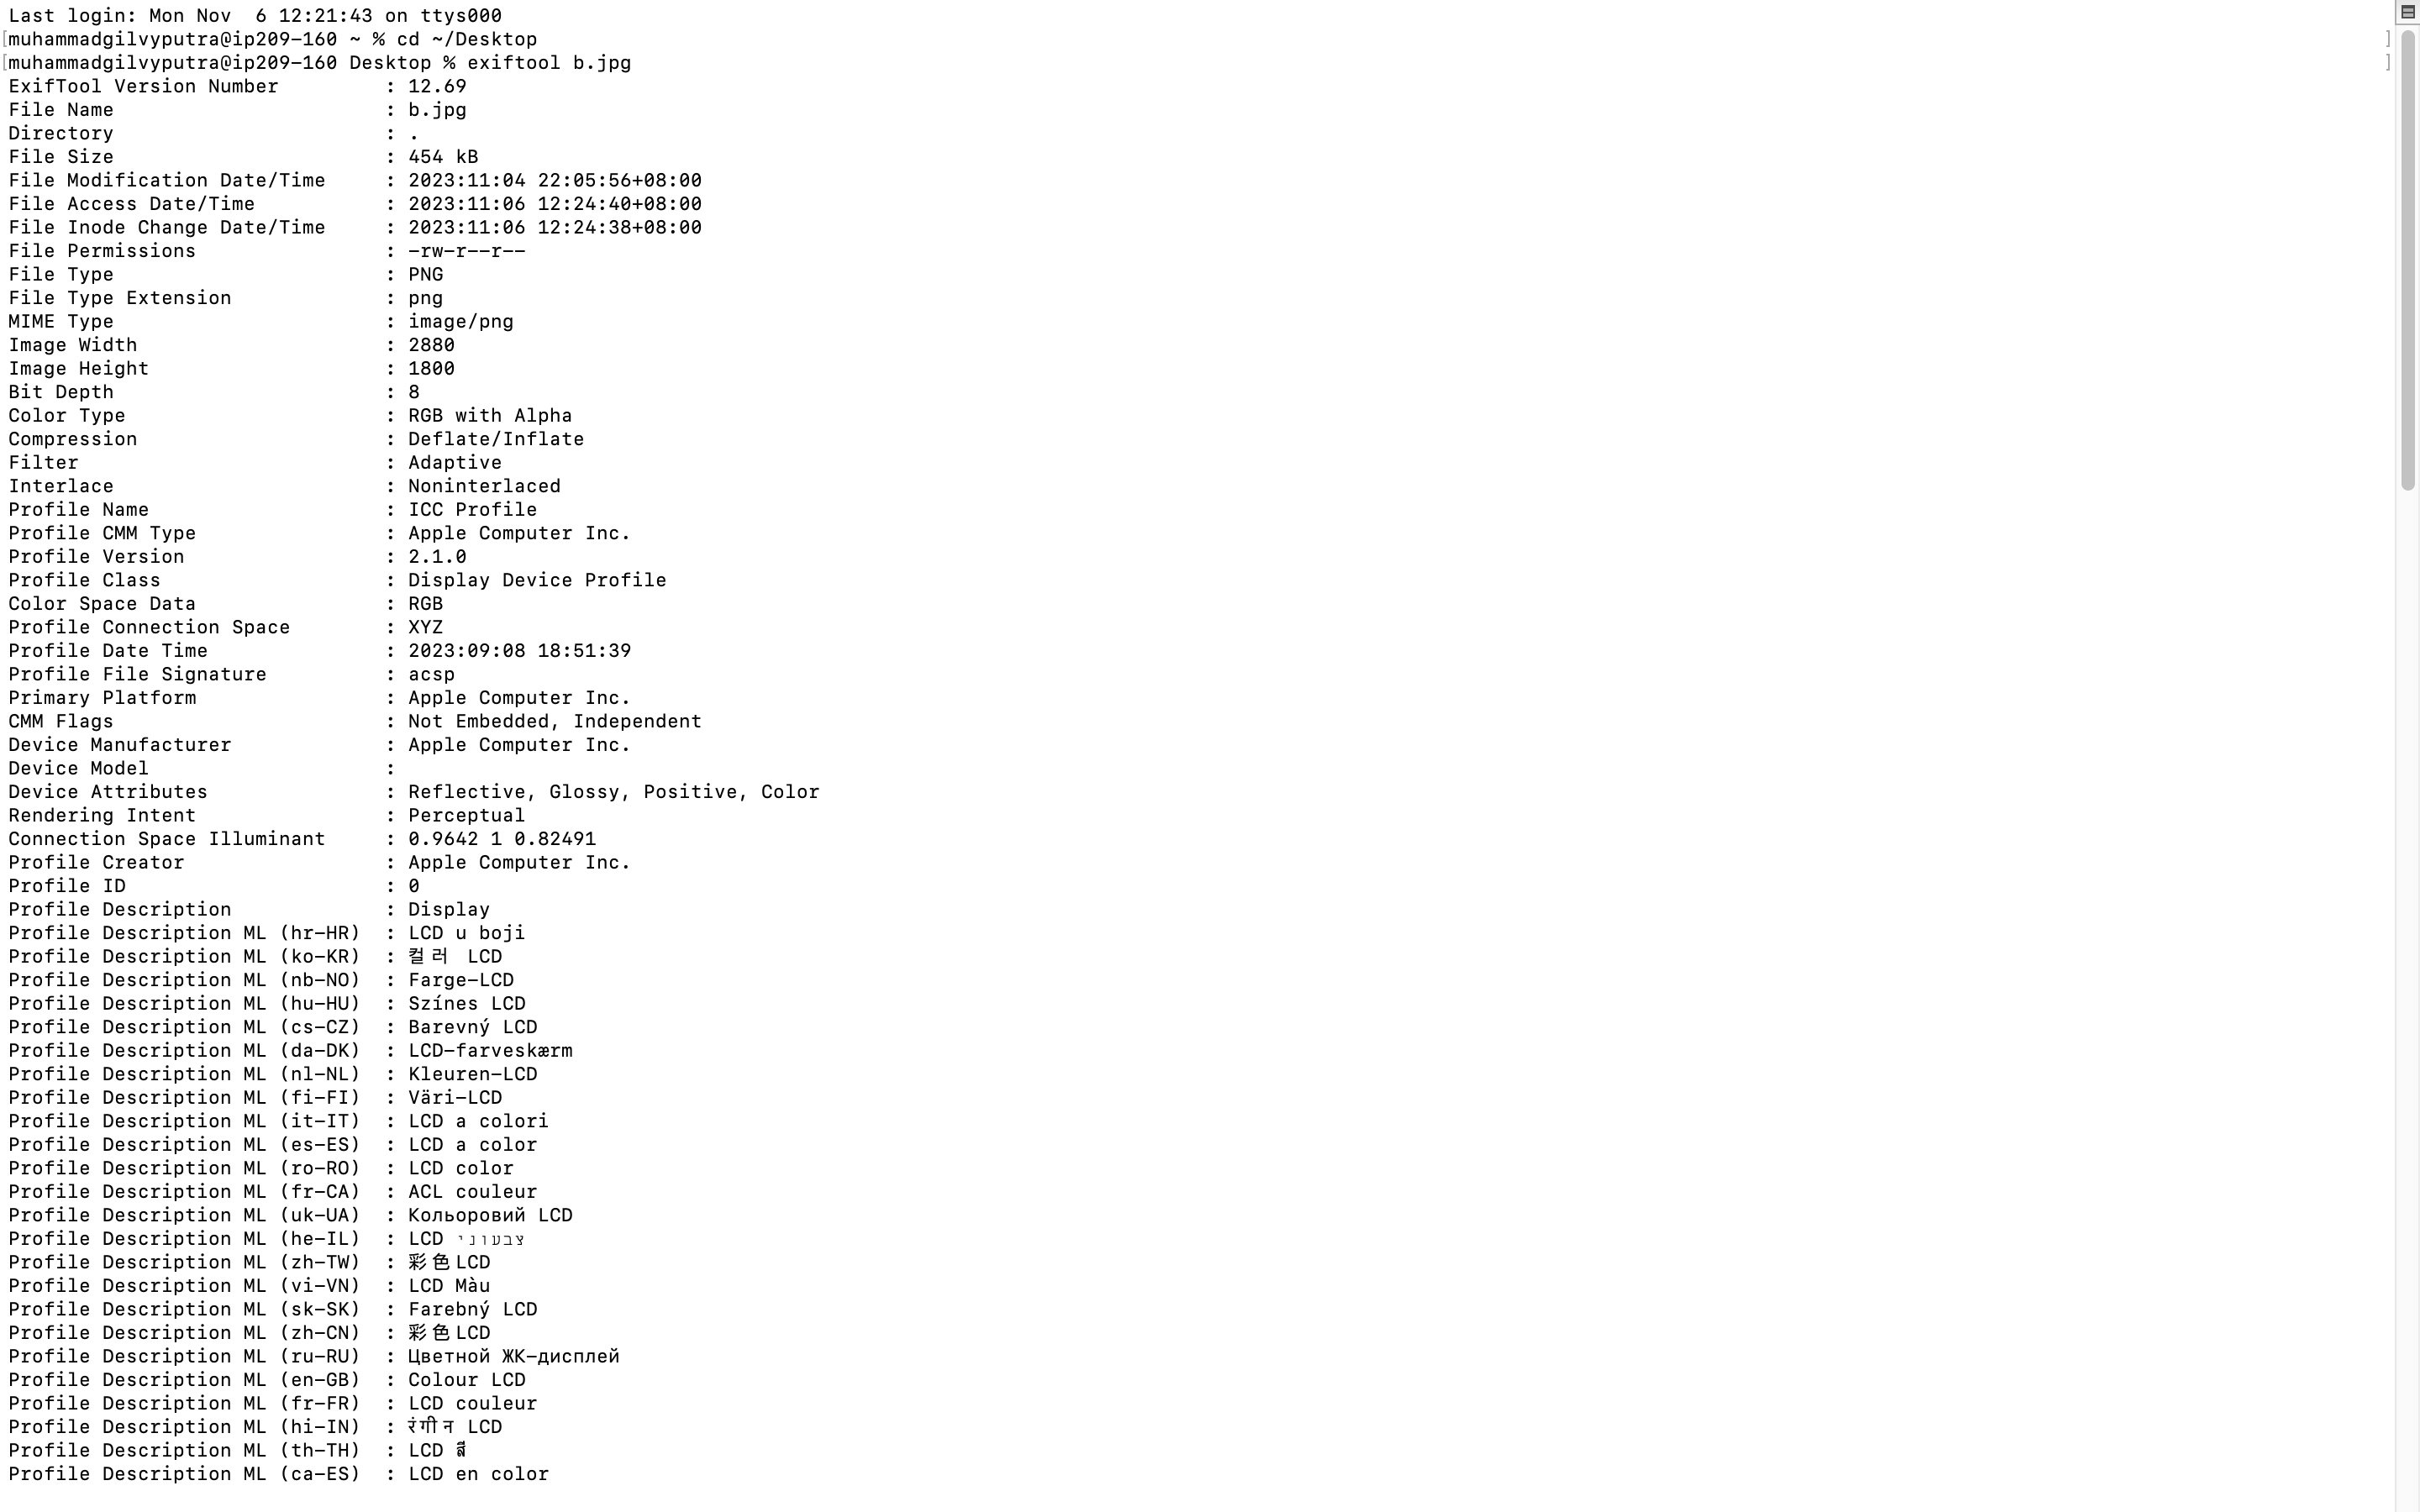 Last login: Mon Nov  6 12:21:43 on ttys000
[muhammadgilvyputra@ip209-160 ~ % cd ~/Desktop ]
[muhammadgilvyputra@ip209-160 Desktop % exiftool b.jpg ]
ExifTool Version Number         : 12.69
File Name                       : b.jpg
Directory                       : .
File Size                       : 454 kB
File Modification Date/Time     : 2023:11:04 22:05:56+08:00
File Access Date/Time           : 2023:11:06 12:24:40+08:00
File Inode Change Date/Time     : 2023:11:06 12:24:38+08:00
File Permissions                : -rw-r--r--
File Type                       : PNG
File Type Extension             : png
MIME Type                       : image/png
Image Width                     : 2880
Image Height                    : 1800
Bit Depth                       : 8
Color Type                      : RGB with Alpha
Compression                     : Deflate/Inflate
Filter                          : Adaptive
Interlace                       : Noninterlaced
Profile Name                    : ICC Profile
Profile CMM Type                : Apple Computer Inc.
Profile Version                 : 2.1.0
Profile Class                   : Display Device Profile
Color Space Data                : RGB
Profile Connection Space        : XYZ
Profile Date Time               : 2023:09:08 18:51:39
Profile File Signature          : acsp
Primary Platform                : Apple Computer Inc.
CMM Flags                       : Not Embedded, Independent
Device Manufacturer             : Apple Computer Inc.
Device Model                    :
Device Attributes               : Reflective, Glossy, Positive, Color
Rendering Intent                : Perceptual
Connection Space Illuminant     : 0.9642 1 0.82491
Profile Creator                 : Apple Computer Inc.
Profile ID                      : 0
Profile Description             : Display
Profile Description ML (hr-HR)  : LCD u boji
Profile Description ML (ko-KR)  : 컬러 LCD
Profile Description ML (nb-NO)  : Farge-LCD
Profile Description ML (hu-HU)  : Színes LCD
Profile Description ML (cs-CZ)  : Barevný LCD
Profile Description ML (da-DK)  : LCD-farveskærm
Profile Description ML (nl-NL)  : Kleuren-LCD
Profile Description ML (fi-FI)  : Väri-LCD
Profile Description ML (it-IT)  : LCD a colori
Profile Description ML (es-ES)  : LCD a color
Profile Description ML (ro-RO)  : LCD color
Profile Description ML (fr-CA)  : ACL couleur
Profile Description ML (uk-UA)  : Кольоровий LCD
Profile Description ML (he-IL)  : LCD צבעוני
Profile Description ML (zh-TW)  : 彩色LCD
Profile Description ML (vi-VN)  : LCD Màu
Profile Description ML (sk-SK)  : Farebný LCD
Profile Description ML (zh-CN)  : 彩色LCD
Profile Description ML (ru-RU)  : Цветной ЖК-дисплей
Profile Description ML (en-GB)  : Colour LCD
Profile Description ML (fr-FR)  : LCD couleur
Profile Description ML (hi-IN)  : रंगीन LCD
Profile Description ML (th-TH)  : LCD สี
Profile Description ML (ca-ES)  : LCD en color